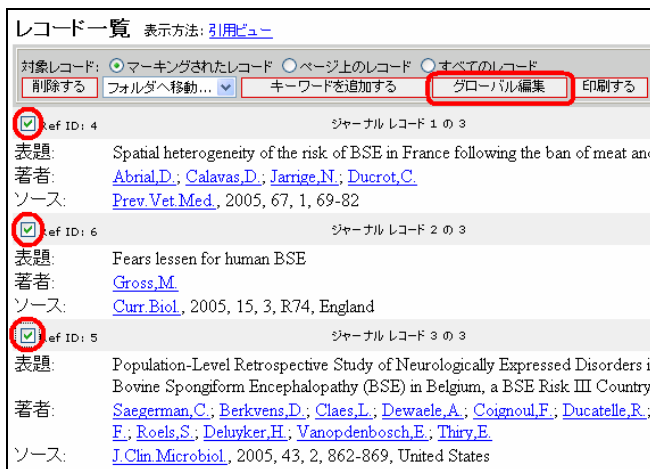 レコード一覧 表示方法: 引用ビュー
対象レコード: マーキングされたレコード ページ上のレコード すべてのレコード
削除する フォルダへ移動... キーワードを追加する グローバル編集 印刷する
Ref ID: 4 ジャーナル レコード 1 の 3
表題: Spatial heterogeneity of the risk of BSE in France following the ban of meat and
著者: Abrial,D.; Calavas,D.; Jarrige,N.; Ducrot,C.
ソース: Prev.Vet.Med., 2005, 67, 1, 69-82
Ref ID: 6 ジャーナル レコード 2 の 3
表題: Fears lessen for human BSE
著者: Gross,M.
ソース: Curr.Biol., 2005, 15, 3, R74, England
Ref ID: 5 ジャーナル レコード 3 の 3
表題: Population-Level Retrospective Study of Neurologically Expressed Disorders i
Bovine Spongiform Encephalopathy (BSE) in Belgium, a BSE Risk III Country
著者: Saegerman,C.; Berkvens,D.; Claes,L.; Dewaele,A.; Coignoul,F.; Ducatelle,R.;
F.; Roels,S.; Deluyker,H.; Vanopdenbosch,E.; Thiry,E.
ソース: J.Clin.Microbiol., 2005, 43, 2, 862-869, United States